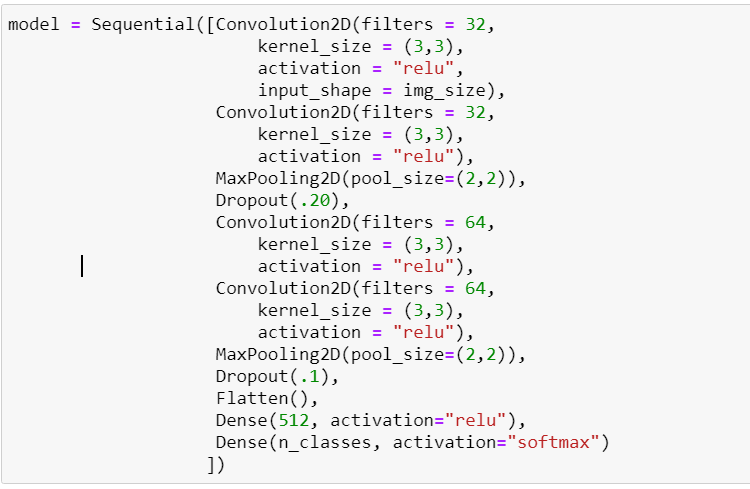 model = Sequential([Convolution2D(filters = 32,
kernel_size = (3,3),
activation = "relu",
input_shape = img_size),
Convolution2D(filters = 32,
kernel_size = (3,3),
activation = "relu"),
MaxPooling2D(pool_size=(2,2)),
Dropout(.20),
Convolution2D(filters = 64,
kernel_size = (3,3),
activation = "relu"),
Convolution2D(filters = 64,
kernel_size = (3,3),
activation = "relu"),
MaxPooling2D(pool_size=(2,2)),
Dropout(.1),
Flatten(),
Dense(512, activation="relu"),
Dense(n_classes, activation="softmax")
])